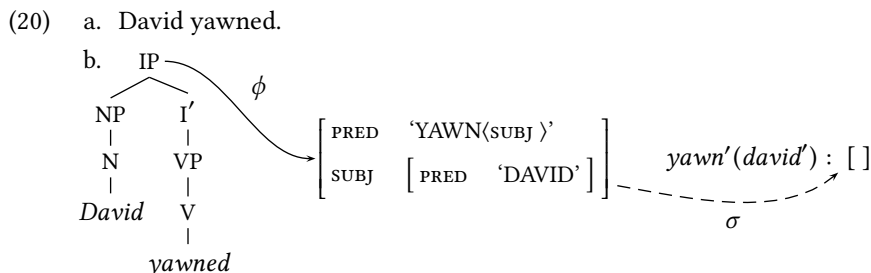 (20) a. David yawned.
b. IP
ϕ
NP I′
[PRED ‘YAWN⟨SUBJ⟩’]
N VP
yawn′(david′) : [ ]
[SUBJ [PRED ‘DAVID’]]
David V
σ
yawned